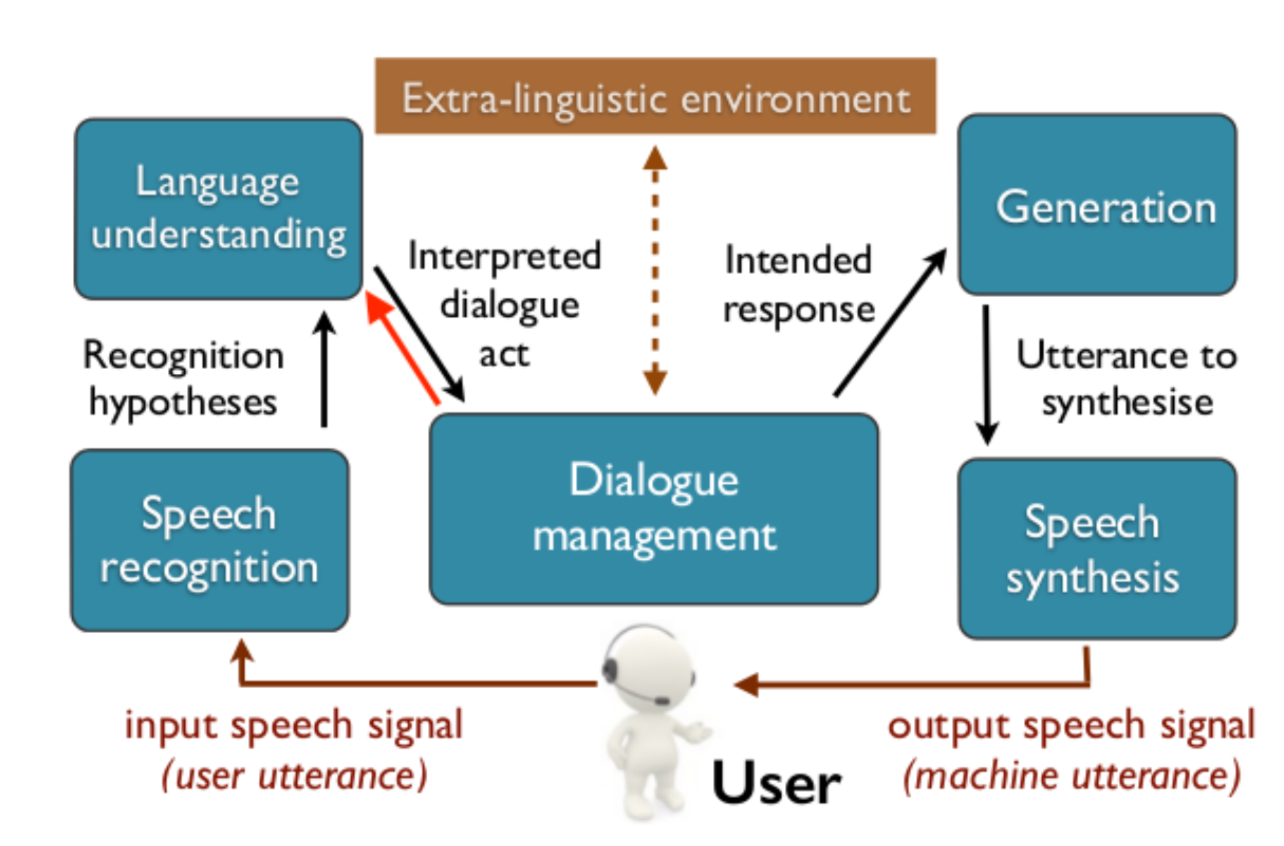 Extra-linguistic environment
Language
understanding
Generation
Interpreted
dialogue
act
Intended
response
Recognition
hypotheses
Utterance to
synthesise
Dialogue
management
Speech
recognition
Speech
synthesis
input speech signal
(user utterance)
User
output speech signal
(machine utterance)